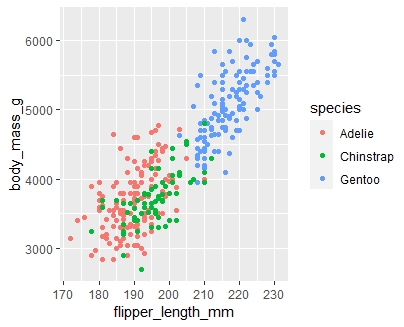 6000
5000
4000
3000
body_mass_g
170 180 190 200 210 220 230
flipper_length_mm
species
Adelie
Chinstrap
Gentoo